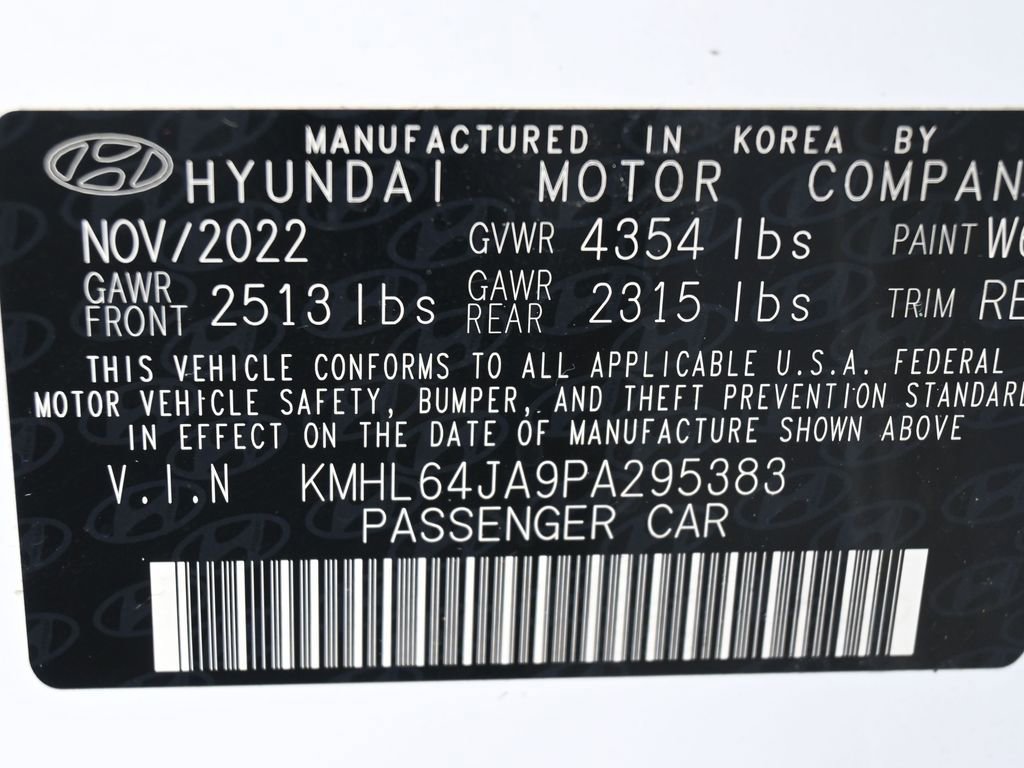 MANUFACTURED IN KOREA BY
HYUNDAI MOTOR COMPAN
NOV/2022 GVWR 4354 lbs PAINT
GAWR FRONT 2513 lbs GAWR REAR 2315 lbs TRIM
THIS VEHICLE CONFORMS TO ALL APPLICABLE U.S.A. FEDERAL
MOTOR VEHICLE SAFETY, BUMPER, AND THEFT PREVENTION STANDARD
IN EFFECT ON THE DATE OF MANUFACTURE SHOWN ABOVE
V.I.N KMHL64JA9PA295383
PASSENGER CAR